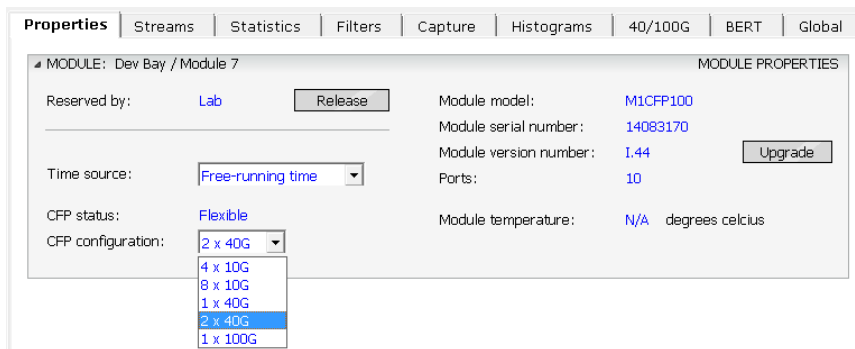 Properties Streams Statistics Filters Capture Histograms 40/100G BERT Global
MODULE: Dev Bay / Module 7 MODULE PROPERTIES
Reserved by: Lab Release Module model: M1CFP100
Module serial number: 14083170
Module version number: I.44 Upgrade
Time source: Free-running time Ports: 10
CFP status: Flexible Module temperature: N/A degrees celcius
CFP configuration: 2 x 40G
4 x 10G
8 x 10G
1 x 40G
2 x 40G
1 x 100G